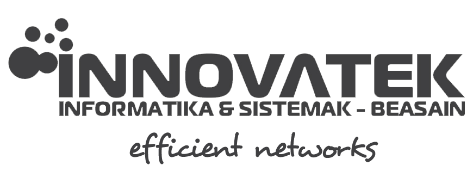 iNNOVATEK
INFORMATIKA & SISTEMAK - BEASAIN
efficient networks